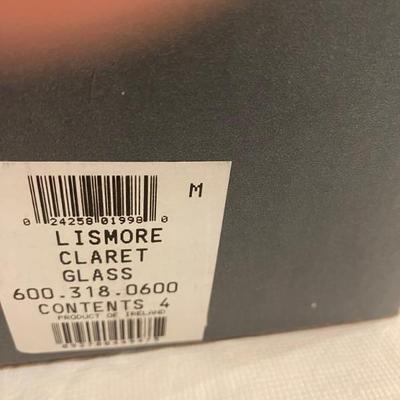 M
0 24258 01998 0
LISMORE
CLARET
GLASS
600.318.0600
CONTENTS 4
PRODUCT OF IRELAND